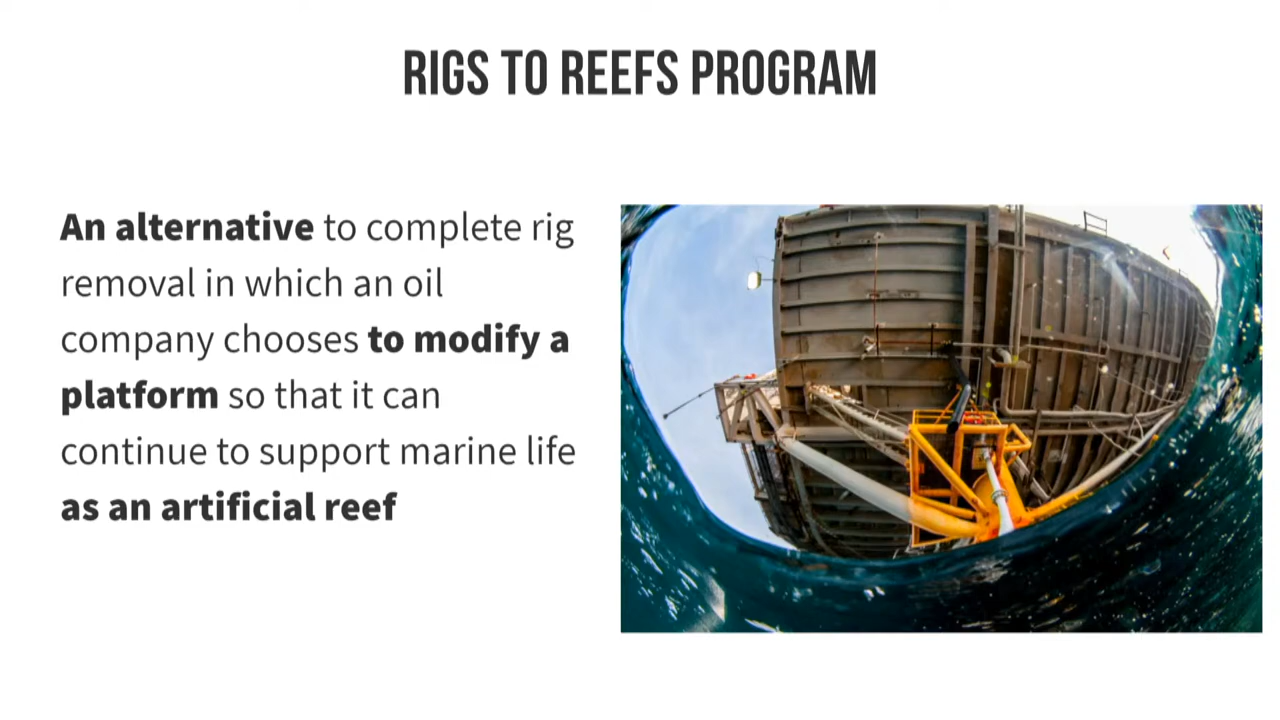 RIGS TO REEFS PROGRAM
An alternative to complete rig
removal in which an oil
company chooses to modify a
platform so that it can
continue to support marine life
as an artificial reef